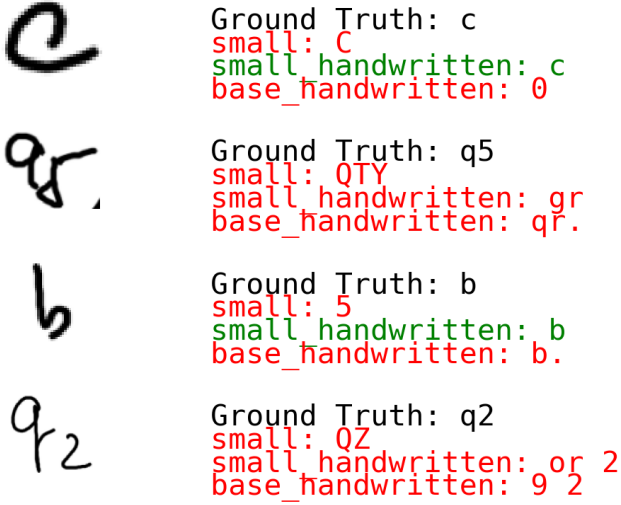 c
Ground Truth: c
small: C
small_handwritten: c
base_handwritten: 0
q5
Ground Truth: q5
small: QTY
small_handwritten: gr
base_handwritten: qr.
b
Ground Truth: b
small: 5
small_handwritten: b
base_handwritten: b.
q2
Ground Truth: q2
small: QZ
small_handwritten: or 2
base_handwritten: 9 2